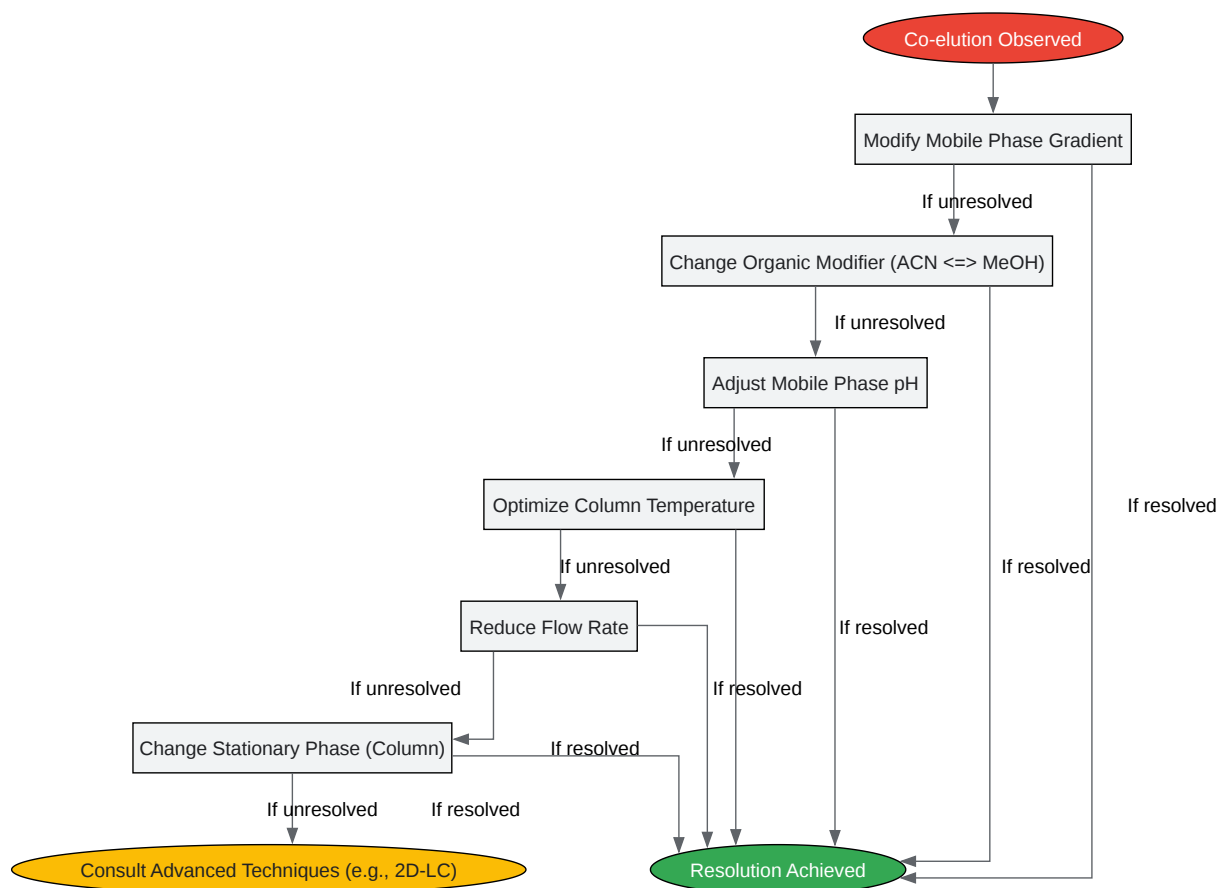 Co-elution Observed
Modify Mobile Phase Gradient
If unresolved
Change Organic Modifier (ACN <=> MeOH)
If unresolved
Adjust Mobile Phase pH
If unresolved
Optimize Column Temperature
If resolved
If unresolved
If resolved
Reduce Flow Rate
If resolved
If unresolved
If resolved
Change Stationary Phase (Column)
If resolved
If unresolved
If resolved
Consult Advanced Techniques (e.g., 2D-LC)
Resolution Achieved